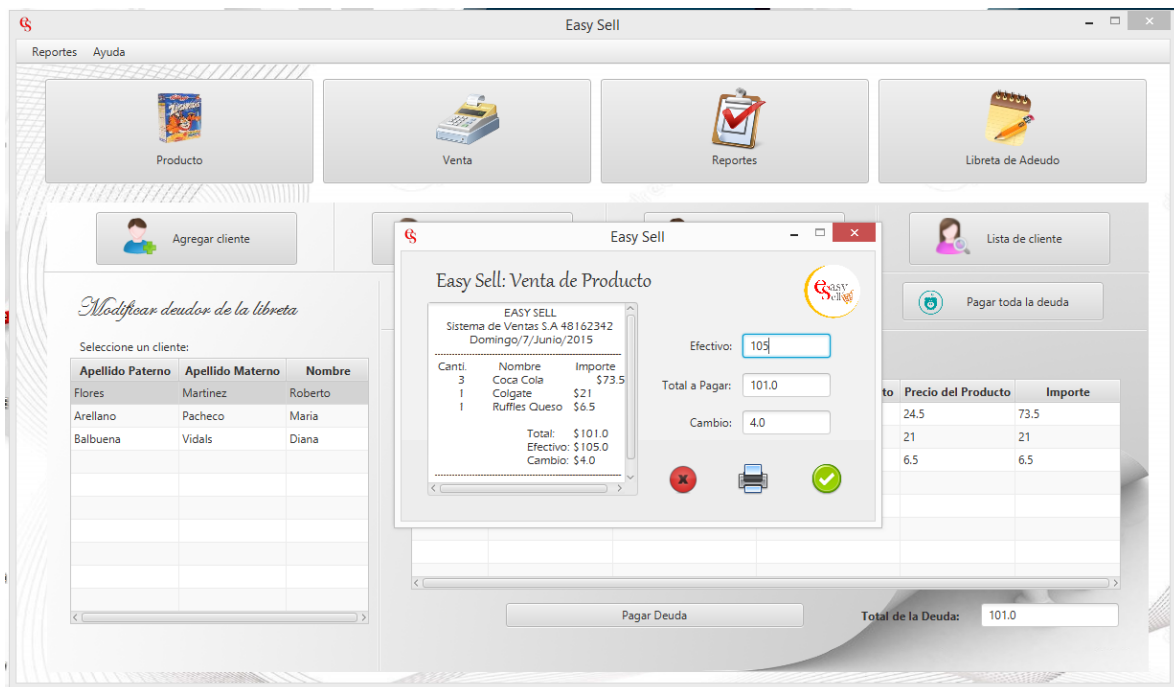 Easy Sell
Reportes Ayuda
Producto
Venta
Reportes
Libreta de Adeudo
Agregar cliente
Lista de cliente
Modificar deudor de la libreta
Pagar toda la deuda
Seleccione un cliente:
Apellido Paterno Apellido Materno Nombre
Flores Martinez Roberto
Arellano Pacheco Maria
Balbuena Vidals Diana
Easy Sell
Easy Sell: Venta de Producto
Easy
Sell
EASY SELL
Sistema de Ventas S.A 48162342
Domingo/7/Junio/2015
Canti. Nombre Importe
3 Coca Cola $73.5
1 Colgate $21
1 Ruffles Queso $6.5
Total: $101.0
Efectivo: $105.0
Cambio: $4.0
Efectivo: 105
Total a Pagar: 101.0
Cambio: 4.0
to Precio del Producto Importe
24.5 73.5
21 21
6.5 6.5
Pagar Deuda
Total de la Deuda: 101.0